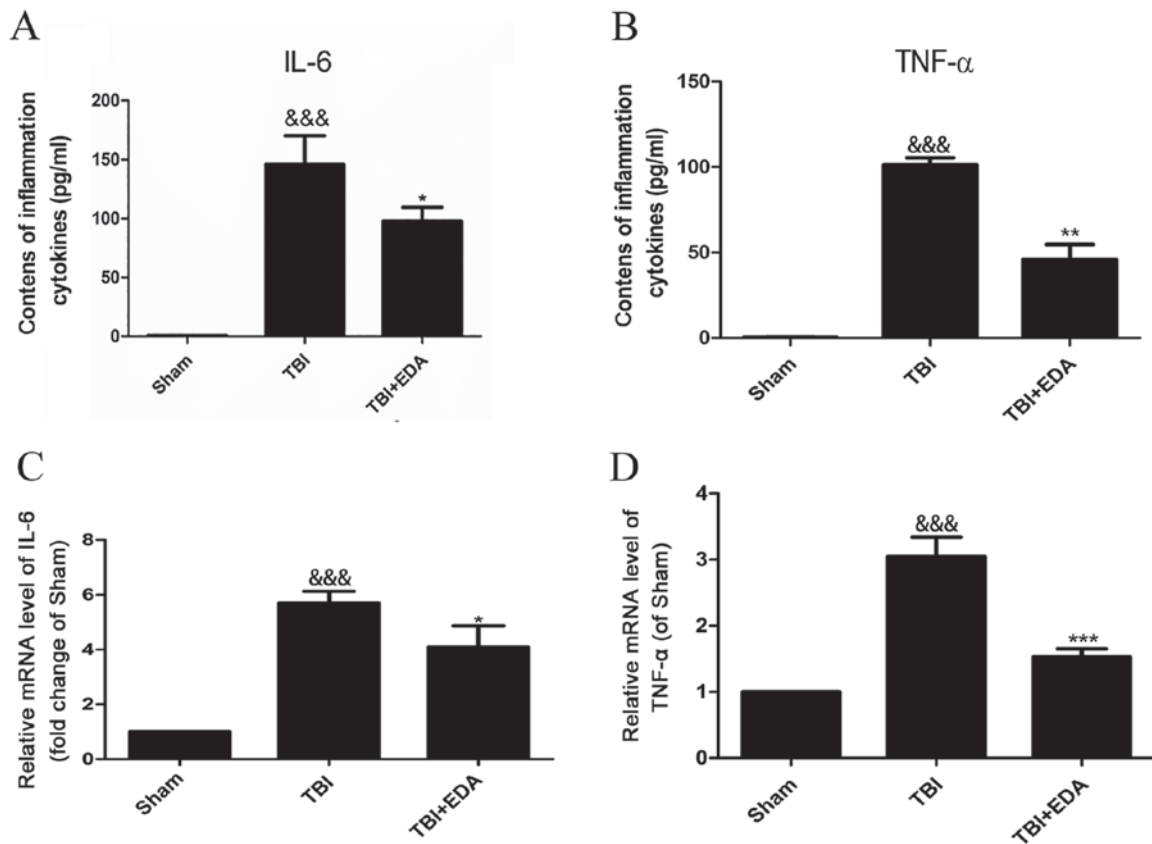 A
IL-6
Contens of inflammation
cytokines (pg/ml)
200
150
100
50
0
&&&
*
Sham
TBI
TBI+EDA
B
TNF-α
Contens of inflammation
cytokines (pg/ml)
150
100
50
0
&&&
**
Sham
TBI
TBI+EDA
C
Relative mRNA level of IL-6
(fold change of Sham)
8
6
4
2
0
&&&
*
Sham
TBI
TBI+EDA
D
Relative mRNA level of
TNF-α (of Sham)
4
3
2
1
0
&&&
***
Sham
TBI
TBI+EDA